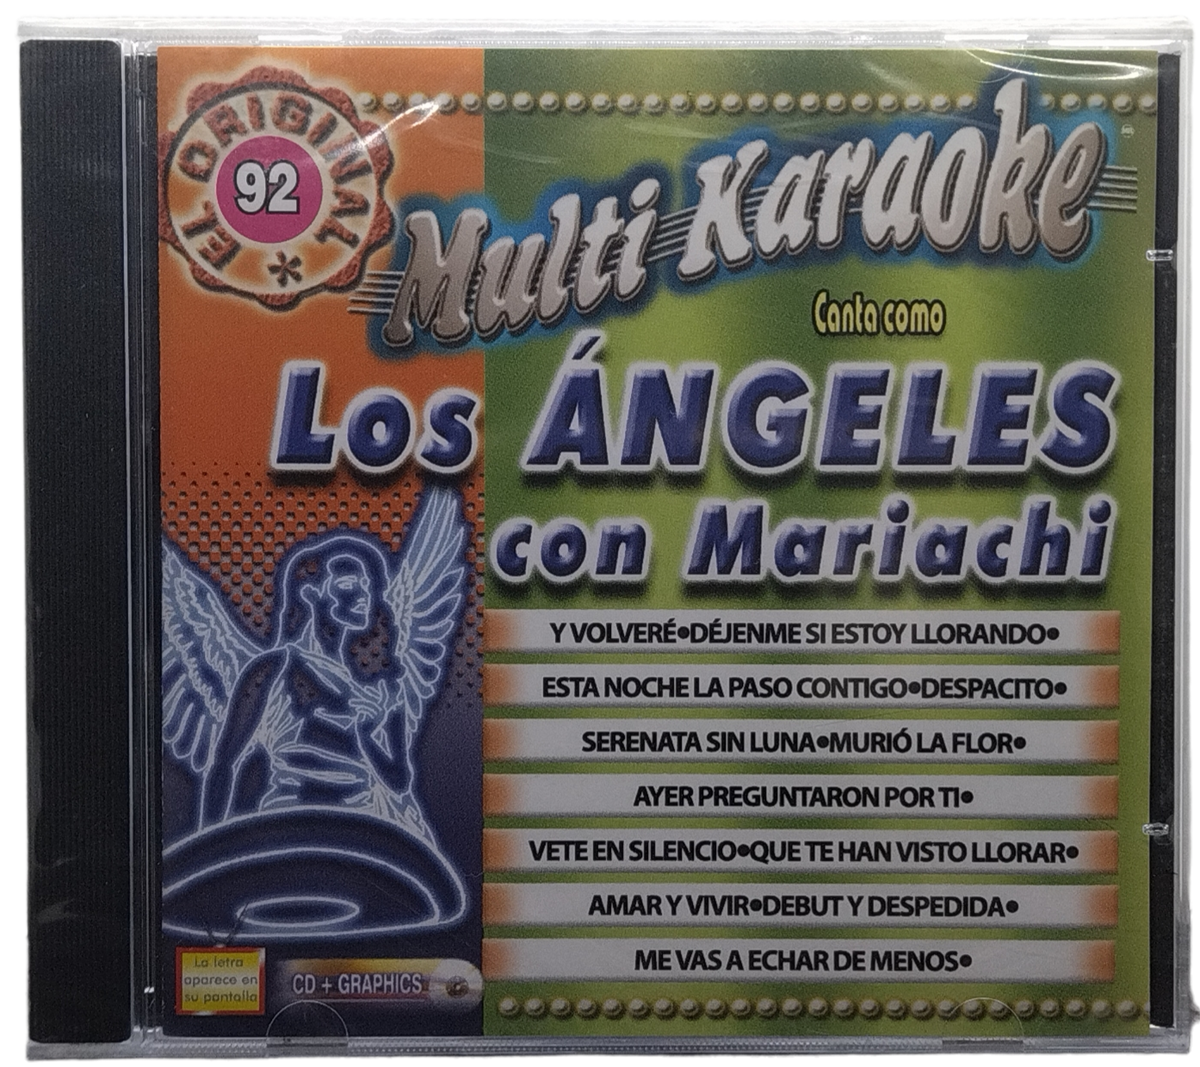 EL ORIGINAL *
92
Multi Karaoke
Canta como
Los ÁNGELES
con Mariachi
Y VOLVERÉ•DÉJENME SI ESTOY LLORANDO•
ESTA NOCHE LA PASO CONTIGO•DESPACITO•
SERENATA SIN LUNA•MURIÓ LA FLOR•
AYER PREGUNTARON POR TI•
VETE EN SILENCIO•QUE TE HAN VISTO LLORAR•
AMAR Y VIVIR•DEBUT Y DESPEDIDA•
ME VAS A ECHAR DE MENOS•
La letra
aparece en
su pantalla
CD + GRAPHICS